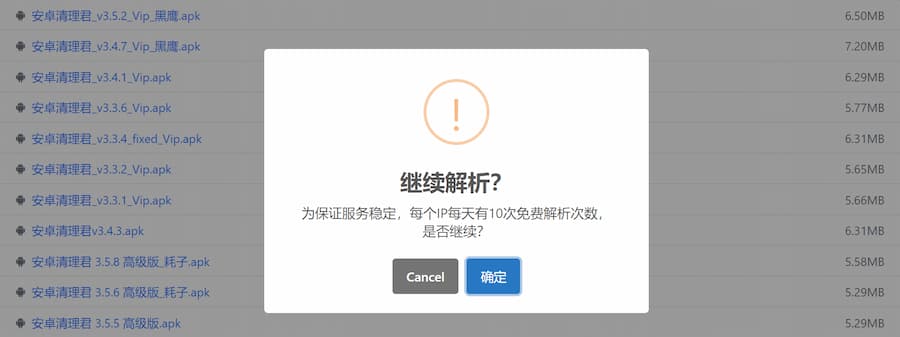 安卓清理君_v3.5.2_Vip_黑鹰.apk 6.50MB
安卓清理君_v3.4.7_Vip_黑鹰.apk 7.20MB
安卓清理君_v3.4.1_Vip.apk 6.29MB
安卓清理君_v3.3.6_Vip.apk 5.77MB
安卓清理君_v3.3.4_fixed_Vip.apk 6.31MB
安卓清理君_v3.3.2_Vip.apk 5.65MB
安卓清理君_v3.3.1_Vip.apk 5.66MB
安卓清理君v3.4.3.apk 6.31MB
安卓清理君 3.5.8 高级版_耗子.apk 5.58MB
安卓清理君 3.5.6 高级版_耗子.apk 5.29MB
安卓清理君 3.5.5 高级版.apk 5.29MB
继续解析?
为保证服务稳定，每个IP每天有10次免费解析次数，
是否继续?
Cancel 确定